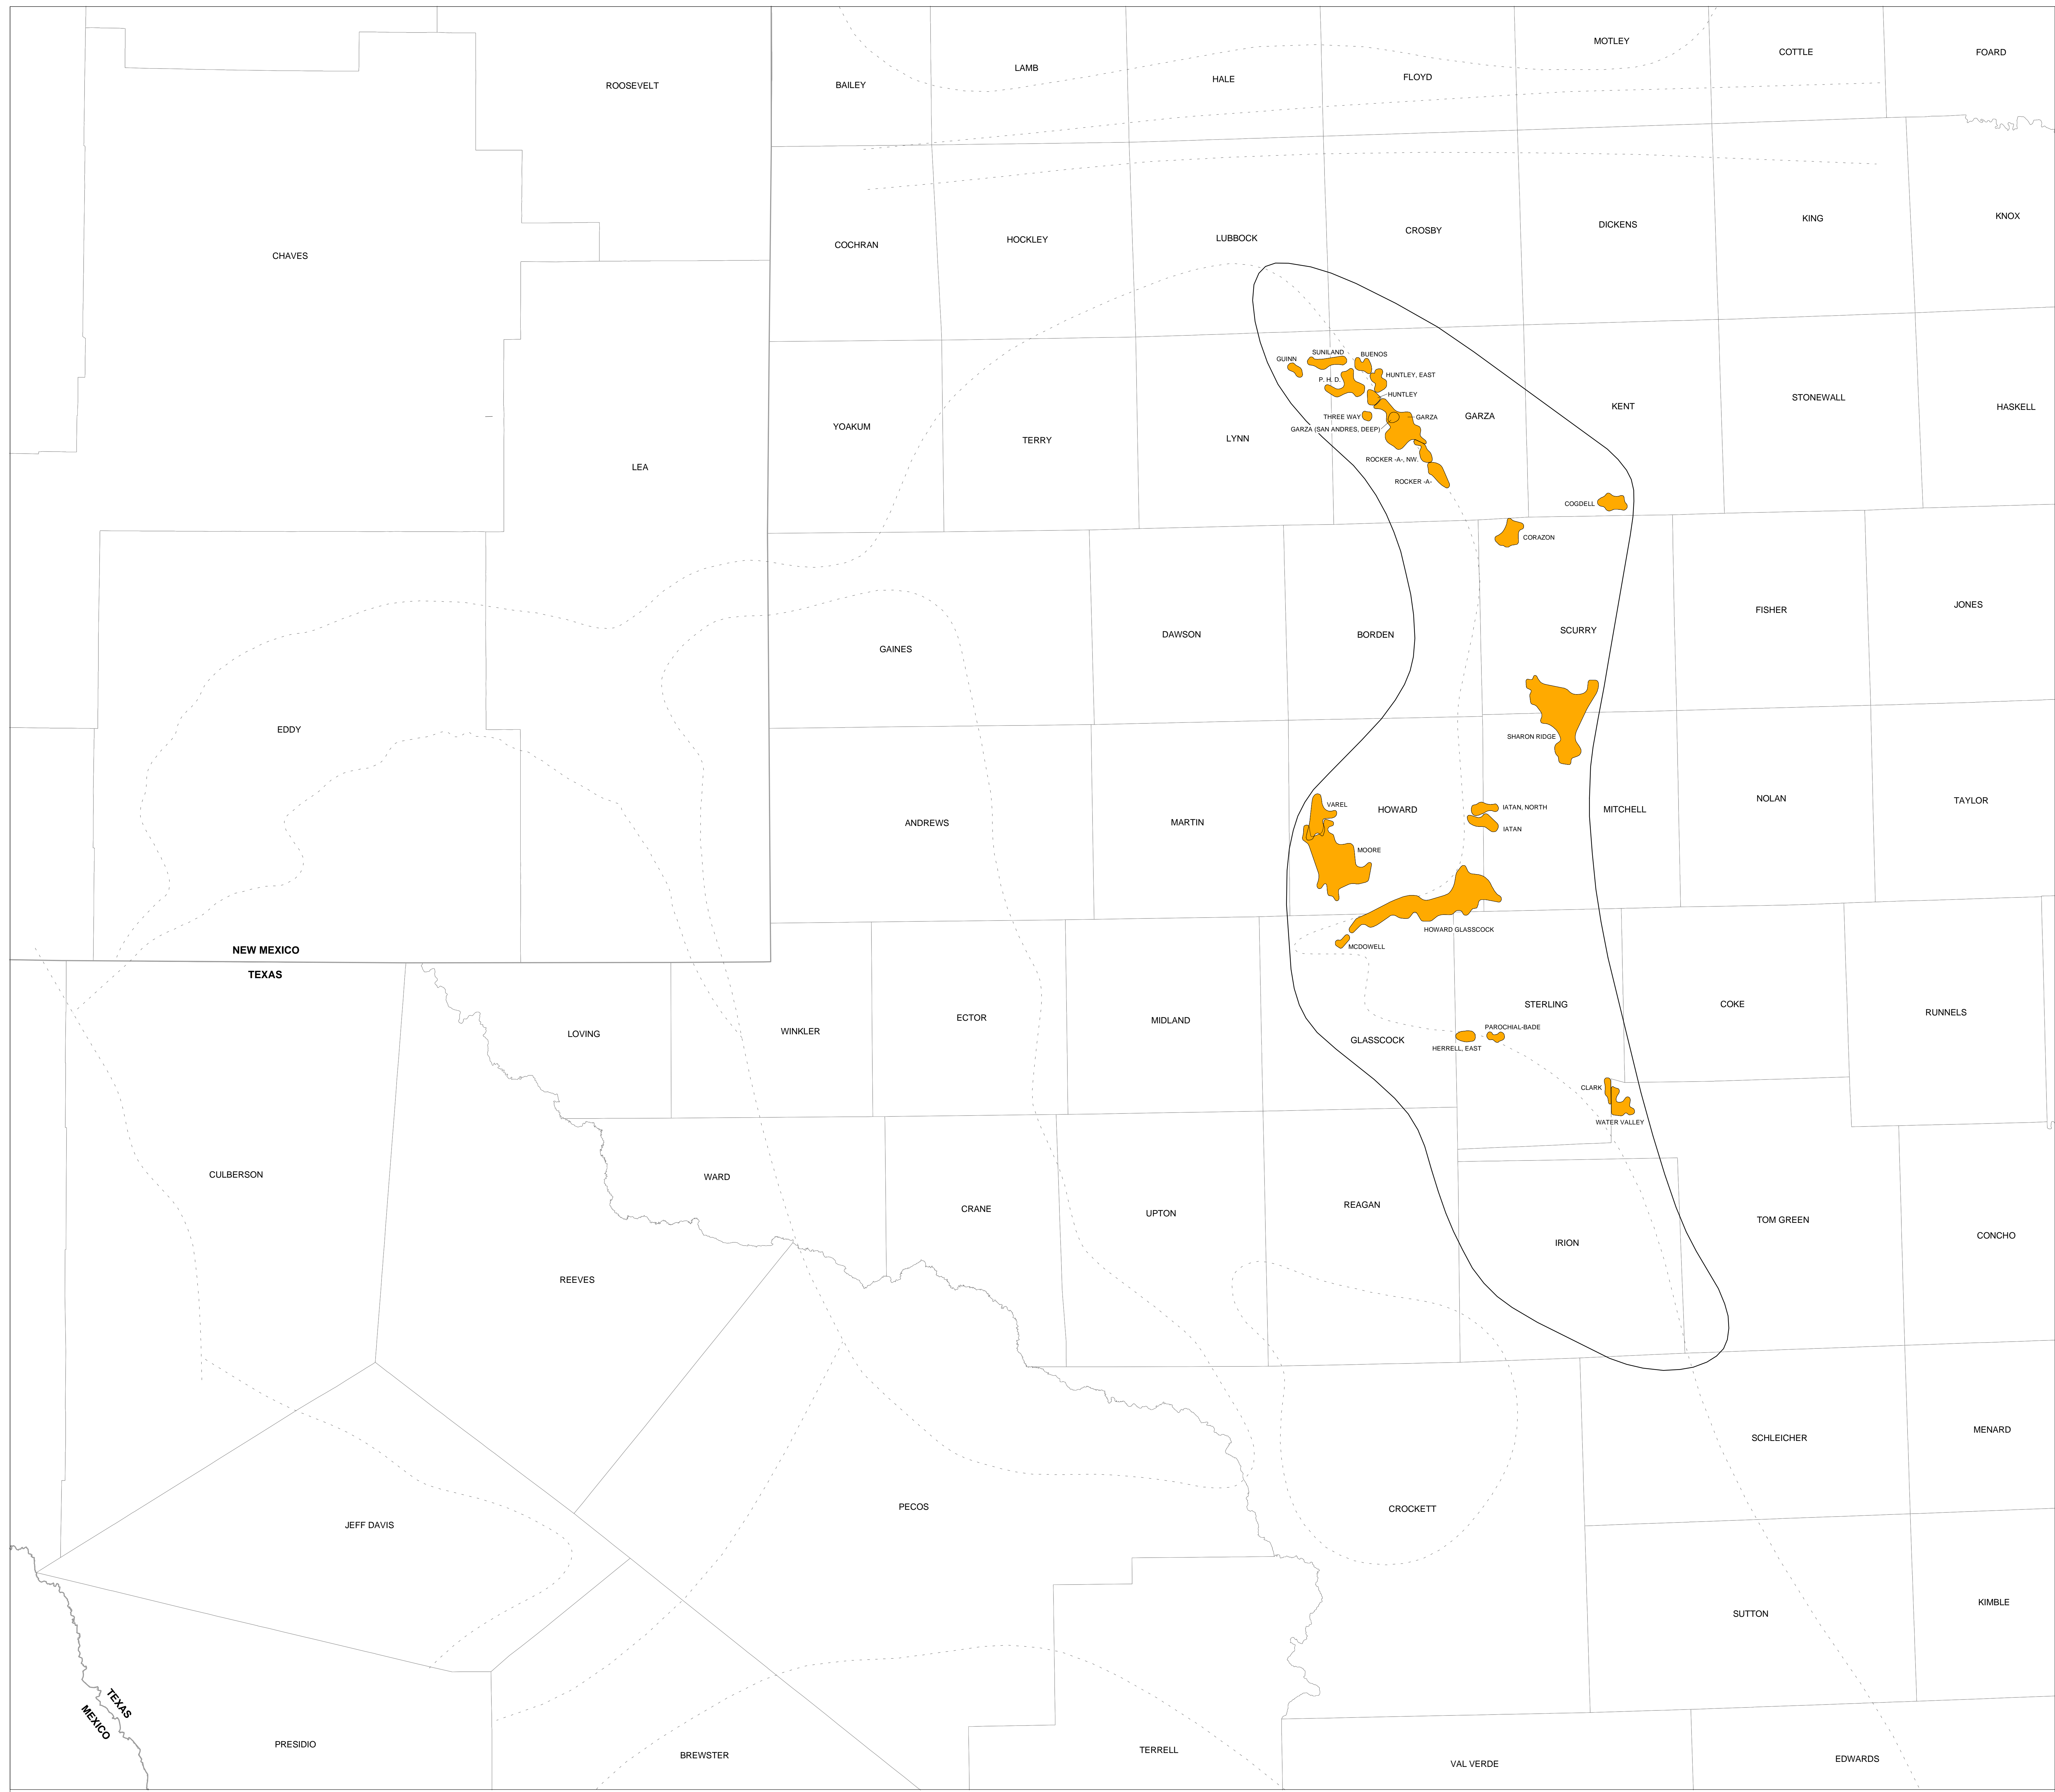 MOTLEY
COTTLE
FOARD
LAMB
HALE
FLOYD
ROOSEVELT
BAILEY
KNOX
KING
DICKENS
CROSBY
LUBBOCK
HOCKLEY
COCHRAN
CHAVES
SUNILAND
BUENOS
GUINN
HUNTLEY, EAST
P. H. D.
HUNTLEY
STONEWALL
KENT
HASKELL
THREE WAY
GARZA
GARZA
GARZA (SAN ANDRES, DEEP)
YOAKUM
TERRY
LYNN
ROCKER -A-, NW.
LEA
ROCKER -A-
COGDELL
CORAZON
JONES
FISHER
SCURRY
DAWSON
BORDEN
GAINES
EDDY
SHARON RIDGE
NOLAN
TAYLOR
VAREL
HOWARD
IATAN, NORTH
MITCHELL
ANDREWS
MARTIN
IATAN
MOORE
HOWARD GLASSCOCK
MCDOWELL
NEW MEXICO
TEXAS
STERLING
COKE
RUNNELS
LOVING
WINKLER
ECTOR
MIDLAND
PAROCHIAL-BADE
GLASSCOCK
HERRELL, EAST
CLARK
WATER VALLEY
CULBERSON
WARD
CRANE
UPTON
REAGAN
TOM GREEN
CONCHO
IRION
REEVES
SCHLEICHER
MENARD
PECOS
CROCKETT
JEFF DAVIS
SUTTON
KIMBLE
TEXAS
MEXICO
PRESIDIO
BREWSTER
TERRELL
VAL VERDE
EDWARDS